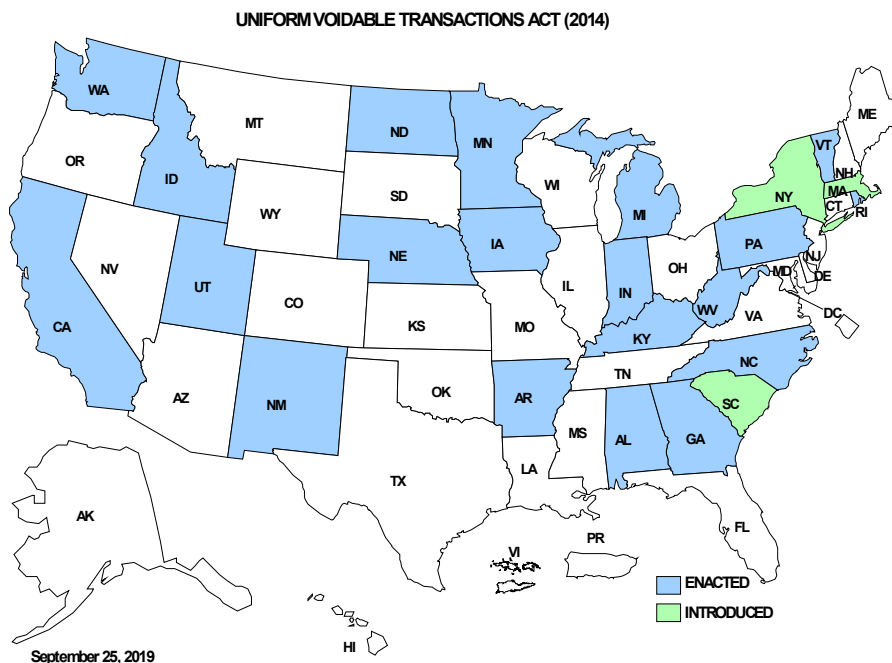 UNIFORM VOIDABLE TRANSACTIONS ACT (2014)
WA
MT
ND
MN
ME
VT
NH
OR
ID
SD
WI
MI
NY
MA
CT
RI
WY
NE
IA
PA
NJ
NV
UT
CO
IL
IN
OH
MD
DE
WV
DC
CA
KS
MO
KY
VA
AZ
NM
OK
AR
TN
NC
SC
MS
AL
GA
TX
LA
AK
FL
VI
PR
HI
ENACTED
INTRODUCED
September 25, 2019